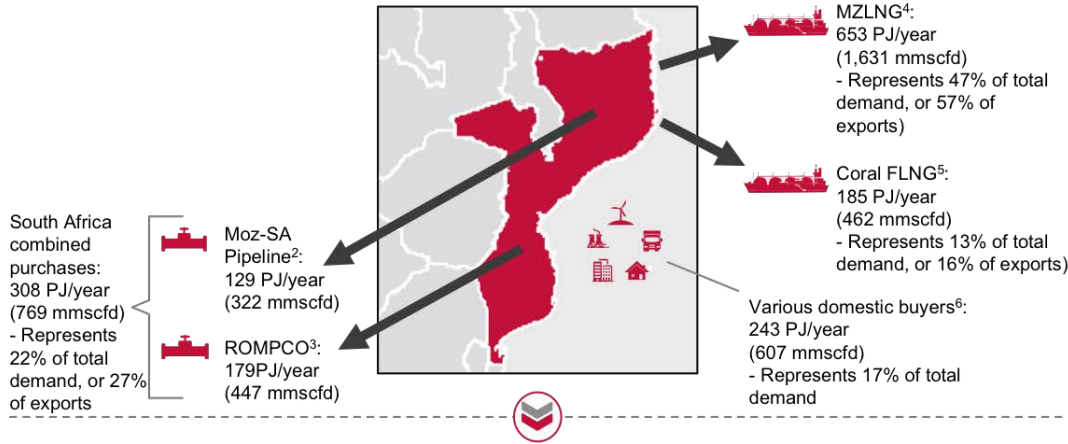 MZLNG⁴:
653 PJ/year
(1,631 mmscfd)
- Represents 47% of total
demand, or 57% of
exports)
Coral FLNG⁵:
185 PJ/year
(462 mmscfd)
- Represents 13% of total
demand, or 16% of exports)
South Africa
combined
purchases:
308 PJ/year
(769 mmscfd)
- Represents
22% of total
demand, or 27%
of exports
Moz-SA
Pipeline²:
129 PJ/year
(322 mmscfd)
ROMPCO³:
179PJ/year
(447 mmscfd)
Various domestic buyers⁶:
243 PJ/year
(607 mmscfd)
- Represents 17% of total
demand